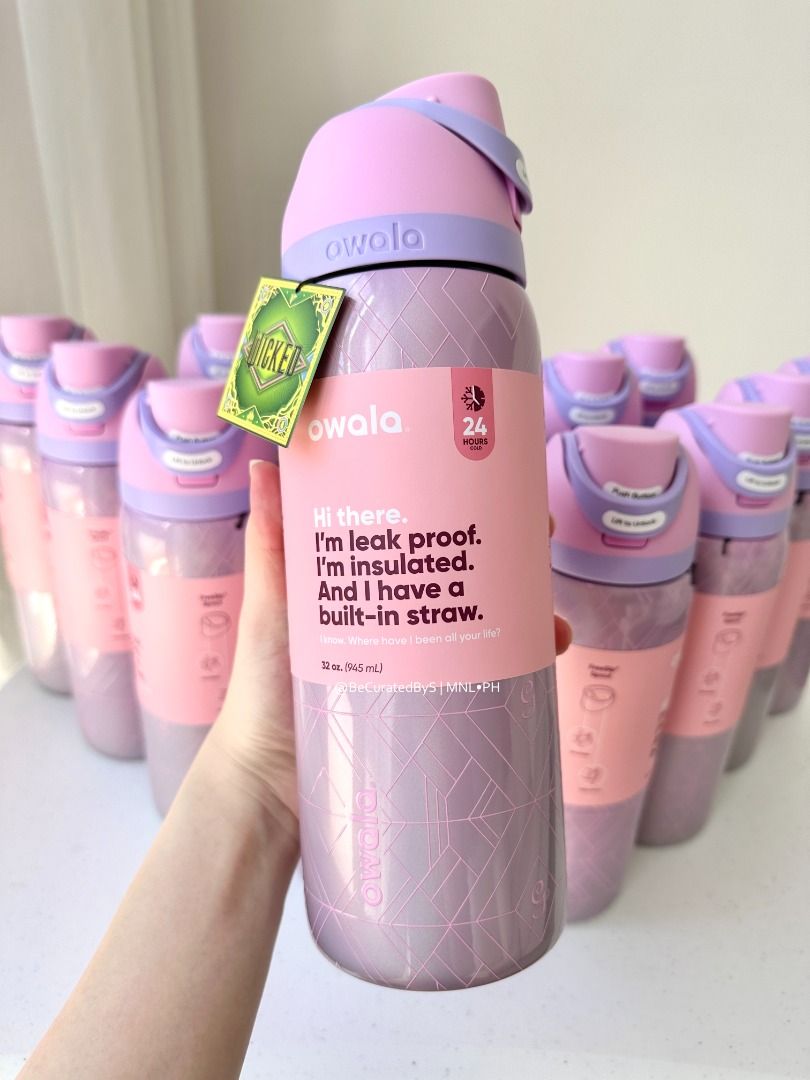 owala
WICKED
owala
24
HOURS
COLD
Hi there.
I'm leak proof.
I'm insulated.
And I have a
built-in straw.
I know. Where have I been all your life?
32 oz. (945 mL)
@BeCuratedByS | MNL•PH
owala
Push Button
Lift to Unlock